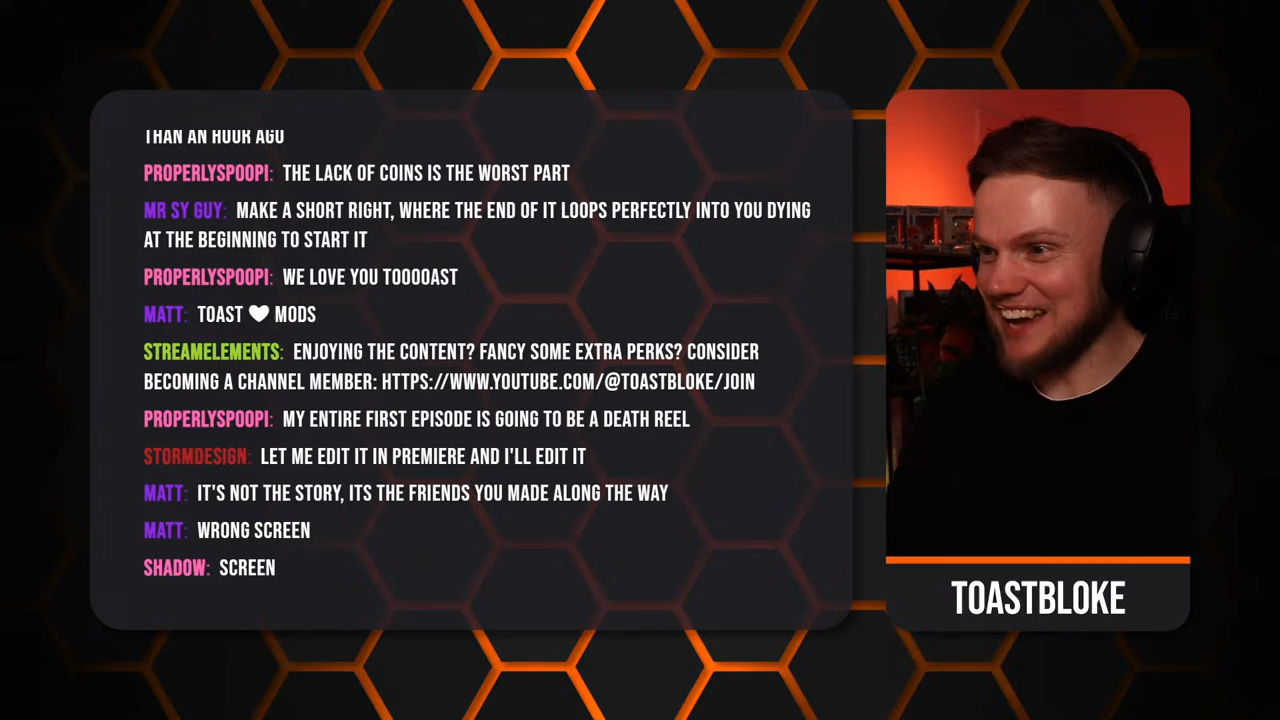 THAN AN HOUR AGO
PROPERLYSPOOPI: THE LACK OF COINS IS THE WORST PART
MR SY GUY: MAKE A SHORT RIGHT, WHERE THE END OF IT LOOPS PERFECTLY INTO YOU DYING
AT THE BEGINNING TO START IT
PROPERLYSPOOPI: WE LOVE YOU TOOOOAST
MATT: TOAST 🤍 MODS
STREAMELEMENTS: ENJOYING THE CONTENT? FANCY SOME EXTRA PERKS? CONSIDER
BECOMING A CHANNEL MEMBER: HTTPS://WWW.YOUTUBE.COM/@TOASTBLOKE/JOIN
PROPERLYSPOOPI: MY ENTIRE FIRST EPISODE IS GOING TO BE A DEATH REEL
STORMDESIGN: LET ME EDIT IT IN PREMIERE AND I'LL EDIT IT
MATT: IT'S NOT THE STORY, ITS THE FRIENDS YOU MADE ALONG THE WAY
MATT: WRONG SCREEN
SHADOW: SCREEN
TOASTBLOKE